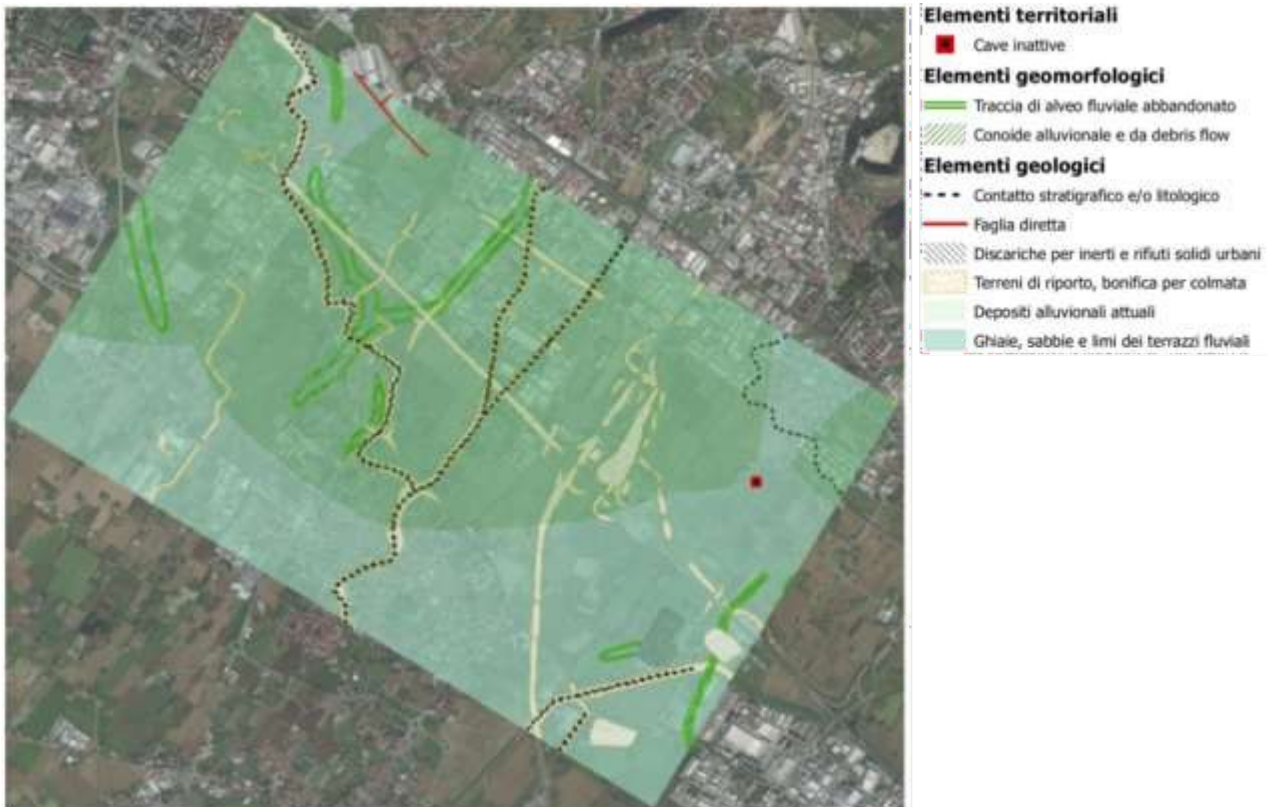 Elementi territoriali
Cave inattive
Elementi geomorfologici
Traccia di alveo fluviale abbandonato
Conoide alluvionale e da debris flow
Elementi geologici
Contatto stratigrafico e/o litologico
Faglia diretta
Discariche per inerti e rifiuti solidi urbani
Terreni di riporto, bonifica per colmata
Depositi alluvionali attuali
Ghiaie, sabbie e limi dei terrazzi fluviali